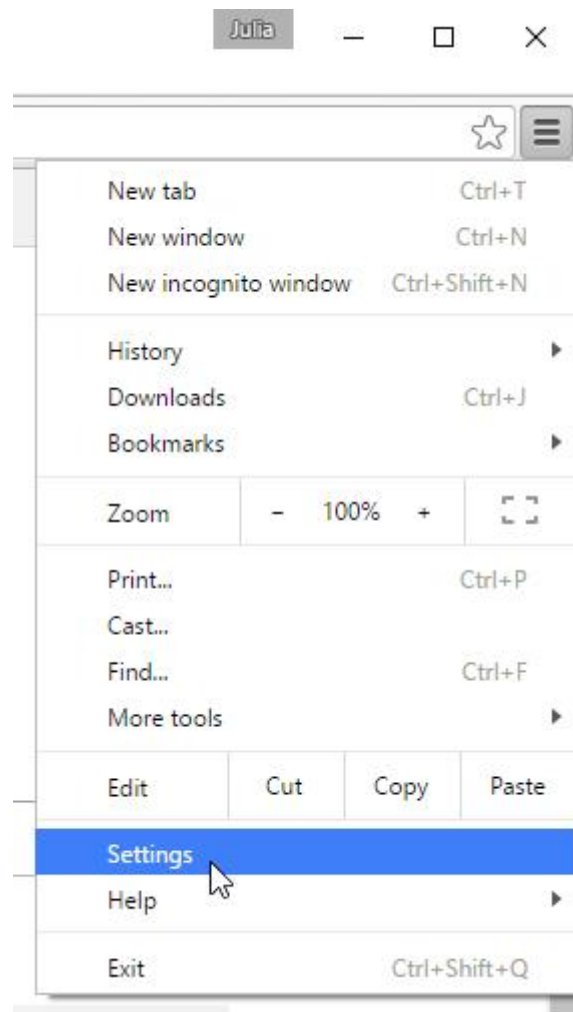 Julia
New tab Ctrl+T
New window Ctrl+N
New incognito window Ctrl+Shift+N
History
Downloads Ctrl+J
Bookmarks
Zoom - 100% +
Print... Ctrl+P
Cast...
Find... Ctrl+F
More tools
Edit Cut Copy Paste
Settings
Help
Exit Ctrl+Shift+Q